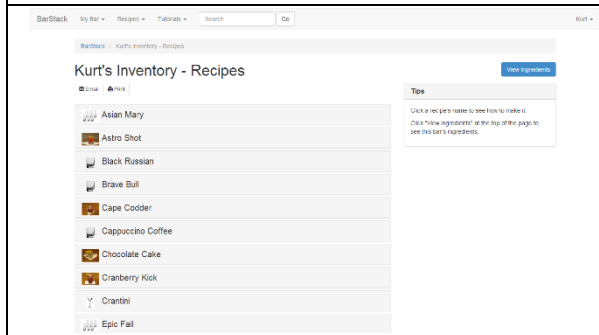 BarStack My Bar Recipes Tutorials Search Go Kurt
BarStack Kurt's Inventory - Recipes
Kurt's Inventory - Recipes
View Ingredients
Email Print
Tips
Click a recipe's name to see how to make it.
Click "View Ingredients" at the top of the page to
see this bar's ingredients.
Asian Mary
Astro Shot
Black Russian
Brave Bull
Cape Codder
Cappuccino Coffee
Chocolate Cake
Cranberry Kick
Crantini
Epic Fail